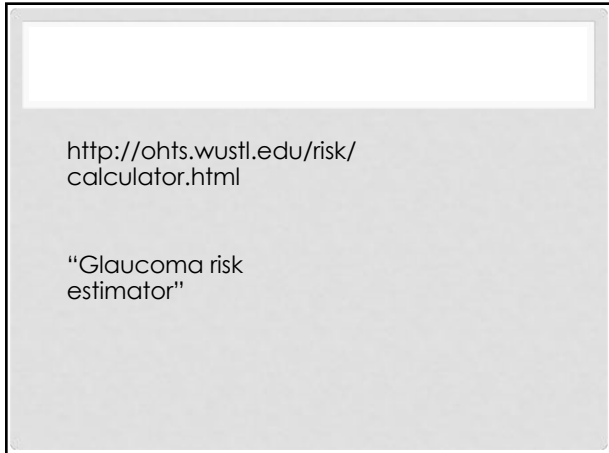 http://ohts.wustl.edu/risk/
calculator.html
“Glaucoma risk
estimator”